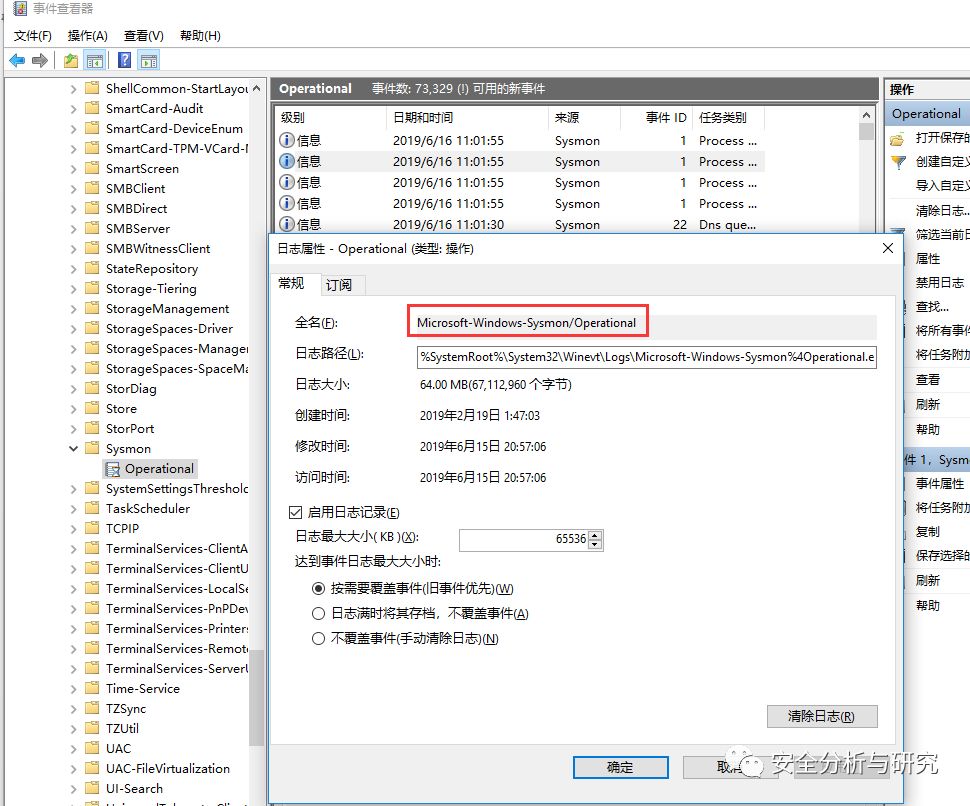 事件查看器
文件(F) 操作(A) 查看(V) 帮助(H)
ShellCommon-StartLayou
SmartCard-Audit
SmartCard-DeviceEnum
SmartCard-TPM-VCard-M
SmartScreen
SMBClient
SMBDirect
SMBServer
SMBWitnessClient
StateRepository
Storage-Tiering
StorageManagement
StorageSpaces-Driver
StorageSpaces-Manager
StorageSpaces-SpaceMa
StorDiag
Store
StorPort
Sysmon
Operational
SystemSettingsThreshold
TaskScheduler
TCPIP
TerminalServices-ClientA
TerminalServices-ClientU
TerminalServices-LocalSe
TerminalServices-PnPDev
TerminalServices-Printers
TerminalServices-Remote
TerminalServices-ServerU
Time-Service
TZSync
TZUtil
UAC
UAC-FileVirtualization
UI-Search
Operational 事件数: 73,329 (!) 可用的新事件
级别 日期和时间 来源 事件 ID 任务类别
信息 2019/6/16 11:01:55 Sysmon 1 Process ...
信息 2019/6/16 11:01:55 Sysmon 1 Process ...
信息 2019/6/16 11:01:55 Sysmon 1 Process ...
信息 2019/6/16 11:01:55 Sysmon 1 Process ...
信息 2019/6/16 11:01:30 Sysmon 22 Dns que...
日志属性 - Operational (类型: 操作)
常规 订阅
全名(F): Microsoft-Windows-Sysmon/Operational
日志路径(L): %SystemRoot%\System32\Winevt\Logs\Microsoft-Windows-Sysmon%4Operational.e
日志大小: 64.00 MB(67,112,960 个字节)
创建时间: 2019年2月19日 1:47:03
修改时间: 2019年6月15日 20:57:06
访问时间: 2019年6月15日 20:57:06
启用日志记录(E)
日志最大大小( KB )(X): 65536
达到事件日志最大大小时:
按需要覆盖事件(旧事件优先)(W)
日志满时将其存档，不覆盖事件(A)
不覆盖事件(手动清除日志)(N)
清除日志(R)
确定 取消
操作
Operational
打开保存的
创建自定义
导入自定义
清除日志...
筛选当前日
属性
禁用日志
查找...
将所有事件
将任务附加
查看
刷新
帮助
件 1，Sysm
事件属性
将任务附加
复制
保存选择的
刷新
帮助
安全分析与研究